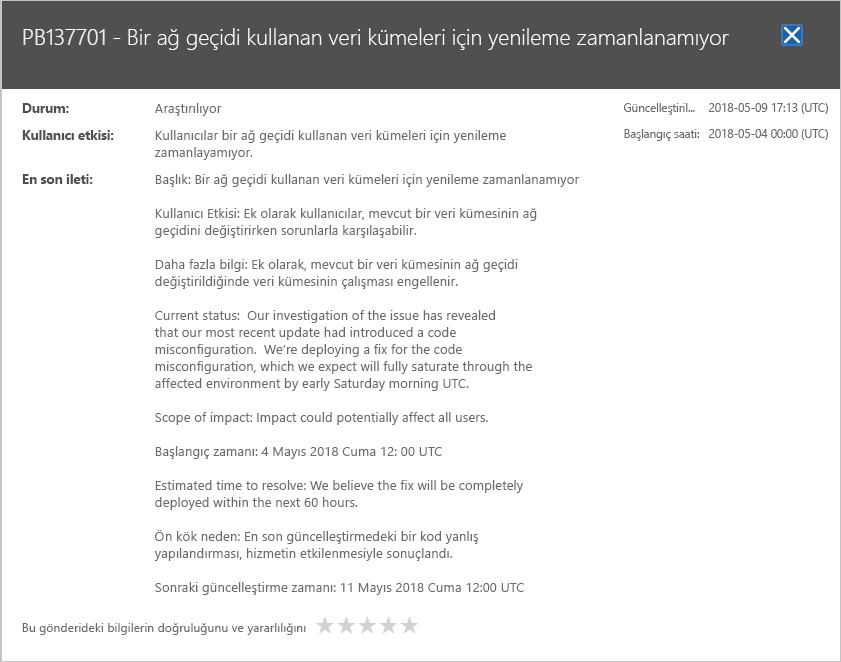 PB137701 - Bir ağ geçidi kullanan veri kümeleri için yenileme zamanlanamıyor
Durum: Araştırılıyor Güncelleştiril... 2018-05-09 17:13 (UTC)
Kullanıcı etkisi: Kullanıcılar bir ağ geçidi kullanan veri kümeleri için yenileme Başlangıç saati: 2018-05-04 00:00 (UTC)
zamanlayamıyor.
En son ileti: Başlık: Bir ağ geçidi kullanan veri kümeleri için yenileme zamanlanamıyor
Kullanıcı Etkisi: Ek olarak kullanıcılar, mevcut bir veri kümesinin ağ
geçidini değiştirirken sorunlarla karşılaşabilir.
Daha fazla bilgi: Ek olarak, mevcut bir veri kümesinin ağ geçidi
değiştirildiğinde veri kümesinin çalışması engellenir.
Current status:  Our investigation of the issue has revealed
that our most recent update had introduced a code
misconfiguration.  We're deploying a fix for the code
misconfiguration, which we expect will fully saturate through the
affected environment by early Saturday morning UTC.
Scope of impact: Impact could potentially affect all users.
Başlangıç zamanı: 4 Mayıs 2018 Cuma 12: 00 UTC
Estimated time to resolve: We believe the fix will be completely
deployed within the next 60 hours.
Ön kök neden: En son güncelleştirmedeki bir kod yanlış
yapılandırması, hizmetin etkilenmesiyle sonuçlandı.
Sonraki güncelleştirme zamanı: 11 Mayıs 2018 Cuma 12:00 UTC
Bu gönderideki bilgilerin doğruluğunu ve yararlılığını